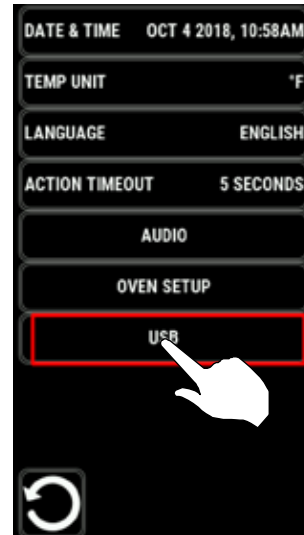 DATE & TIME OCT 4 2018, 10:58AM
TEMP UNIT °F
LANGUAGE ENGLISH
ACTION TIMEOUT 5 SECONDS
AUDIO
OVEN SETUP
USB